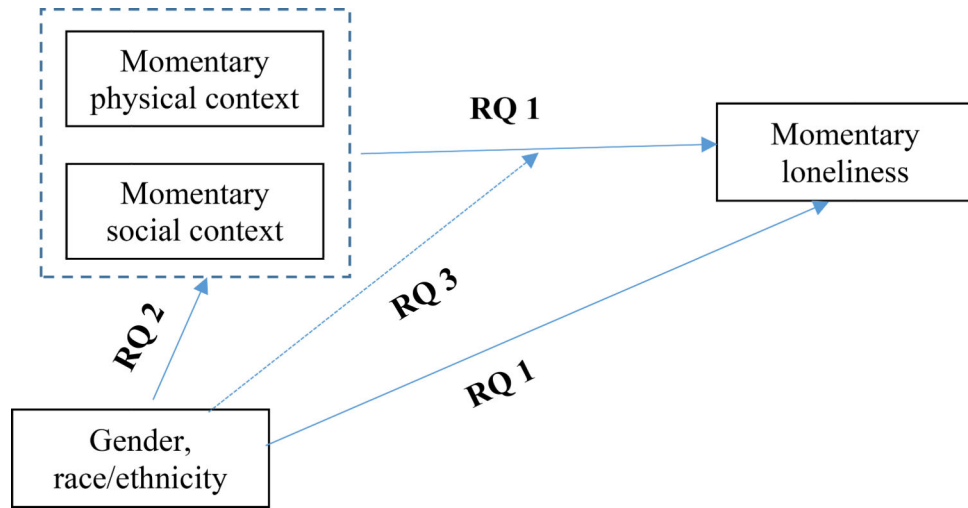 Momentary
physical context
Momentary
social context
RQ 1
Momentary
loneliness
RQ 2
RQ 3
RQ 1
Gender,
race/ethnicity